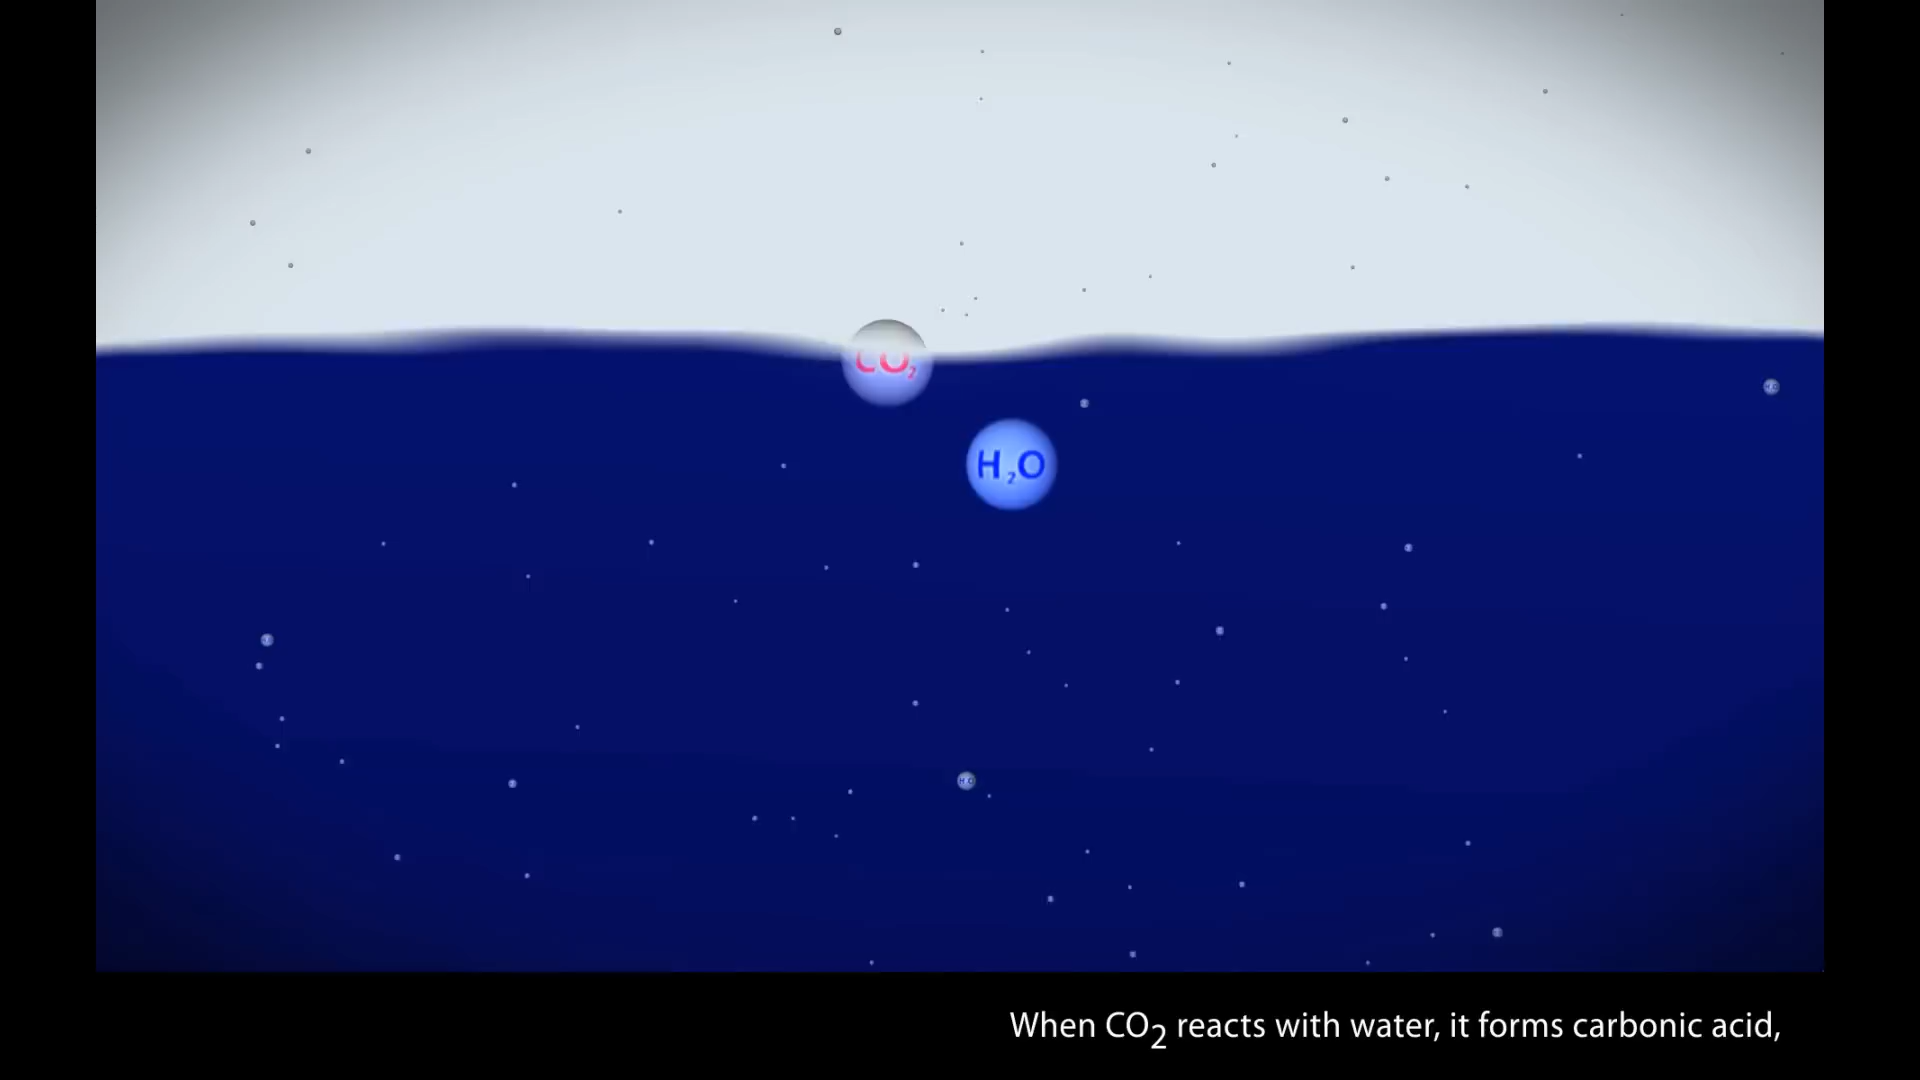 CO₂
H₂O
H O
When CO₂ reacts with water, it forms carbonic acid,